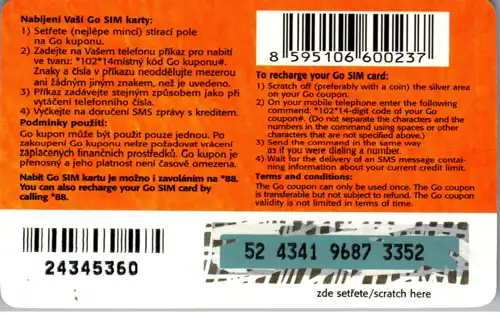 Nabíjení Vaší Go SIM karty:
1) Setřete (nejlépe mincí) stírací pole
na Go kuponu.
2) Zadejte na Vašem telefonu příkaz pro nabití
ve tvaru: *102*14místný kód Go kuponu#.
Znaky a čísla v příkazu neoddělujte mezerou
ani žádným jiným znakem, než je uvedeno.
3) Příkaz zadávejte stejným způsobem jako při
vytáčení telefonního čísla.
4) Vyčkejte na doručení SMS zprávy s kreditem.
Podmínky použití:
Go kupon může být použit pouze jednou. Po
zakoupení Go kuponu nelze požadovat vrácení
zaplacených finančních prostředků. Go kupon je
přenosný a jeho platnost není časově omezena.
Nabít Go SIM kartu je možno i zavoláním na *88.
You can also recharge your Go SIM card by
calling *88.
8 595106 600237
To recharge your Go SIM card:
1) Scratch off (preferably with a coin) the silver area
on your Go coupon.
2) On your mobile telephone enter the following
command: *102*14-digit code of your Go
coupon#. (Do not separate the characters and the
numbers in the command using spaces or other
characters that are not specified above.)
3) Send the command in the same way
as if you were dialing a number.
4) Wait for the delivery of an SMS message contai-
ning information about your current credit limit.
Terms and conditions:
The Go coupon can only be used once. The Go coupon
is transferable but not subject to refund. The Go coupon
validity is not limited in terms of time.
24345360
52 4341 9687 3352
zde setřete/scratch here